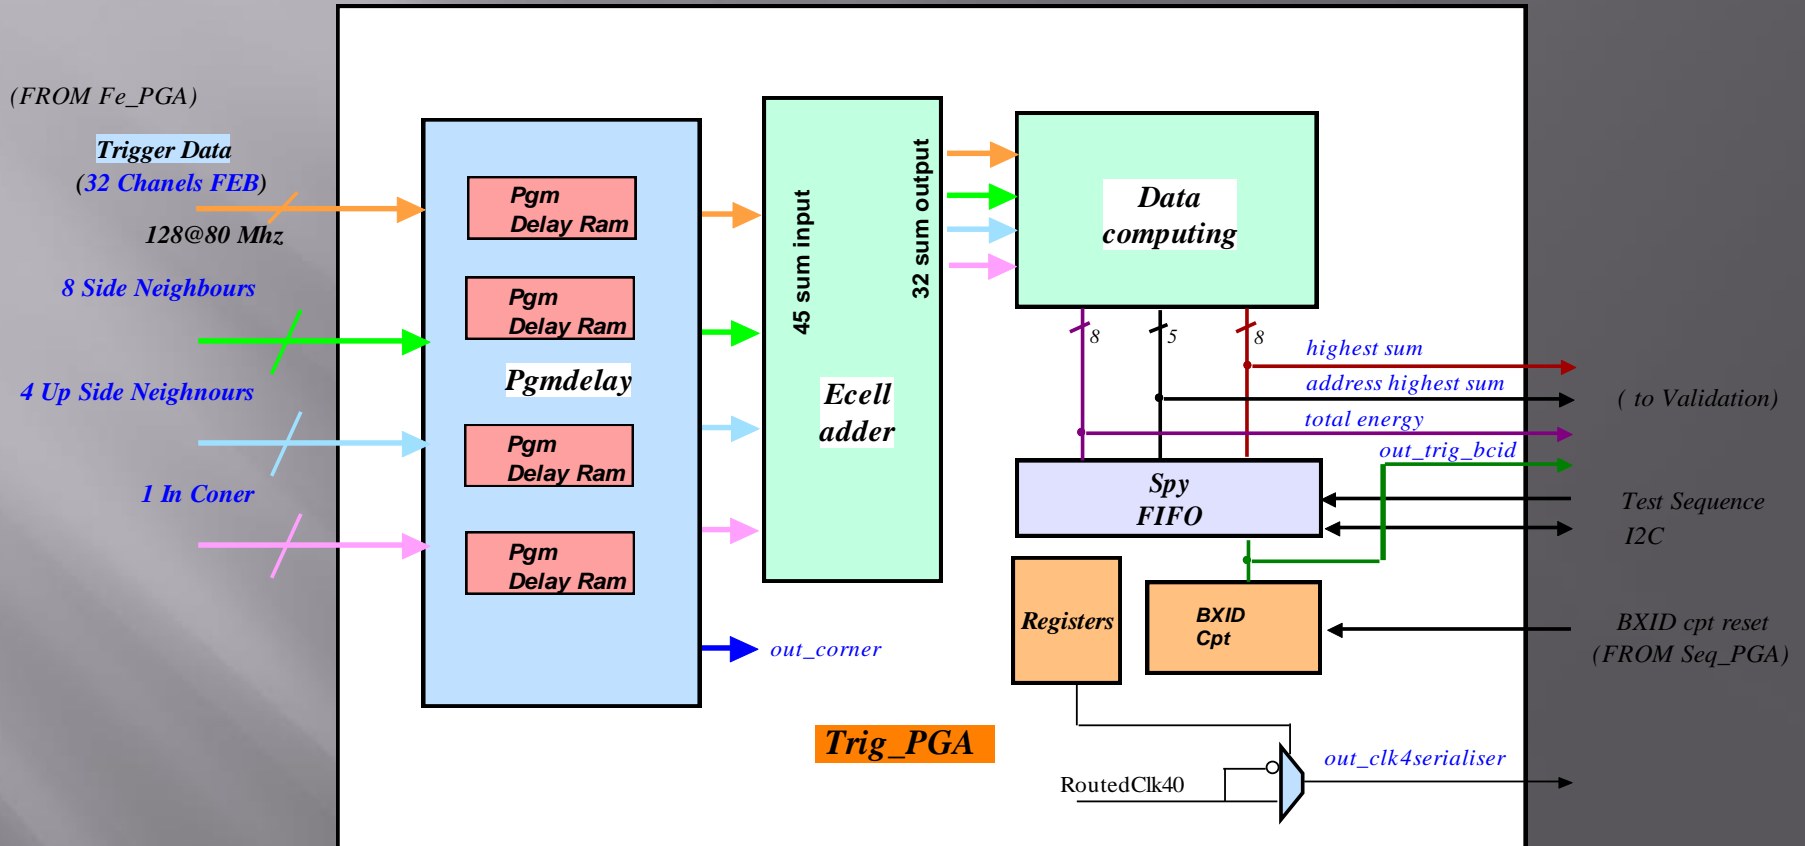 (FROM Fe_PGA)
Trigger Data
(32 Chanels FEB)
128@80 Mhz
8 Side Neighbours
4 Up Side Neighnours
1 In Coner
Pgm
Delay Ram
Pgm
Delay Ram
Pgmdelay
Pgm
Delay Ram
Pgm
Delay Ram
out_corner
45 sum input
32 sum output
Ecell
adder
Data
computing
8
5
8
highest sum
address highest sum
total energy
out_trig_bcid
( to Validation)
Spy
FIFO
Test Sequence
I2C
Registers
BXID
Cpt
BXID cpt reset
(FROM Seq_PGA)
Trig_PGA
RoutedClk40
out_clk4serialiser